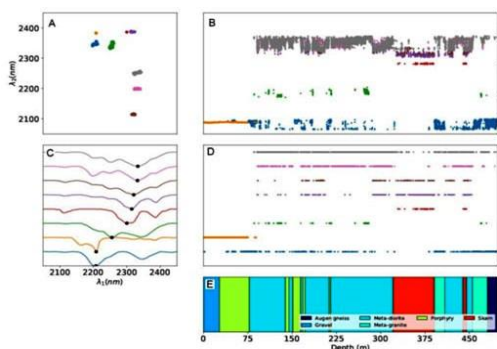 A
B
2400
2300
2200
2100
λ₂(nm)
C
D
2100
2200
2300
2400
λ₁(nm)
E
Augen gneiss
Meta-diorite
Porphyry
Skarn
Gravel
Meta-granite
0
75
150
225
300
375
450
Depth (m)